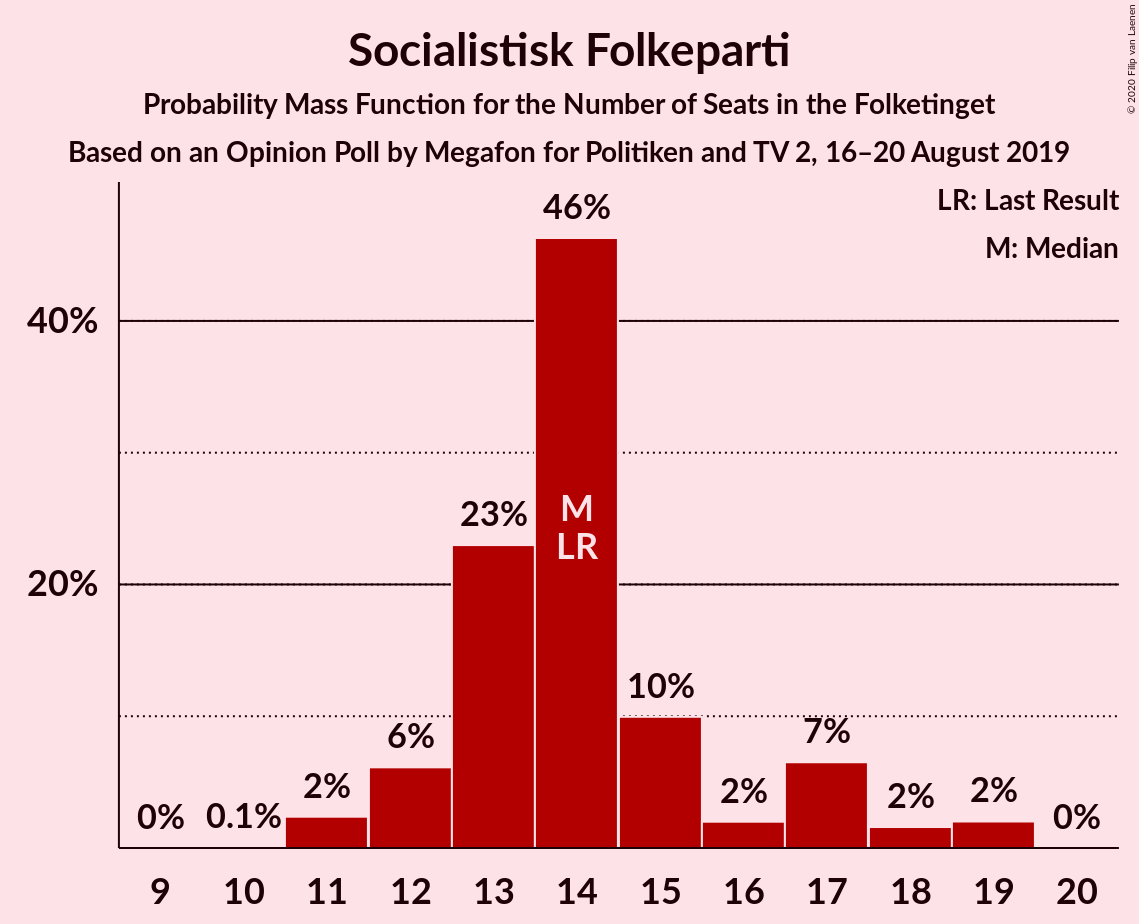 Socialistisk Folkeparti
Probability Mass Function for the Number of Seats in the Folketinget
Based on an Opinion Poll by Megafon for Politiken and TV 2, 16–20 August 2019
© 2020 Filip van Laenen
LR: Last Result
M: Median
40%
20%
0%
0.1%
2%
6%
23%
46%
M
LR
10%
2%
7%
2%
2%
0%
9 10 11 12 13 14 15 16 17 18 19 20